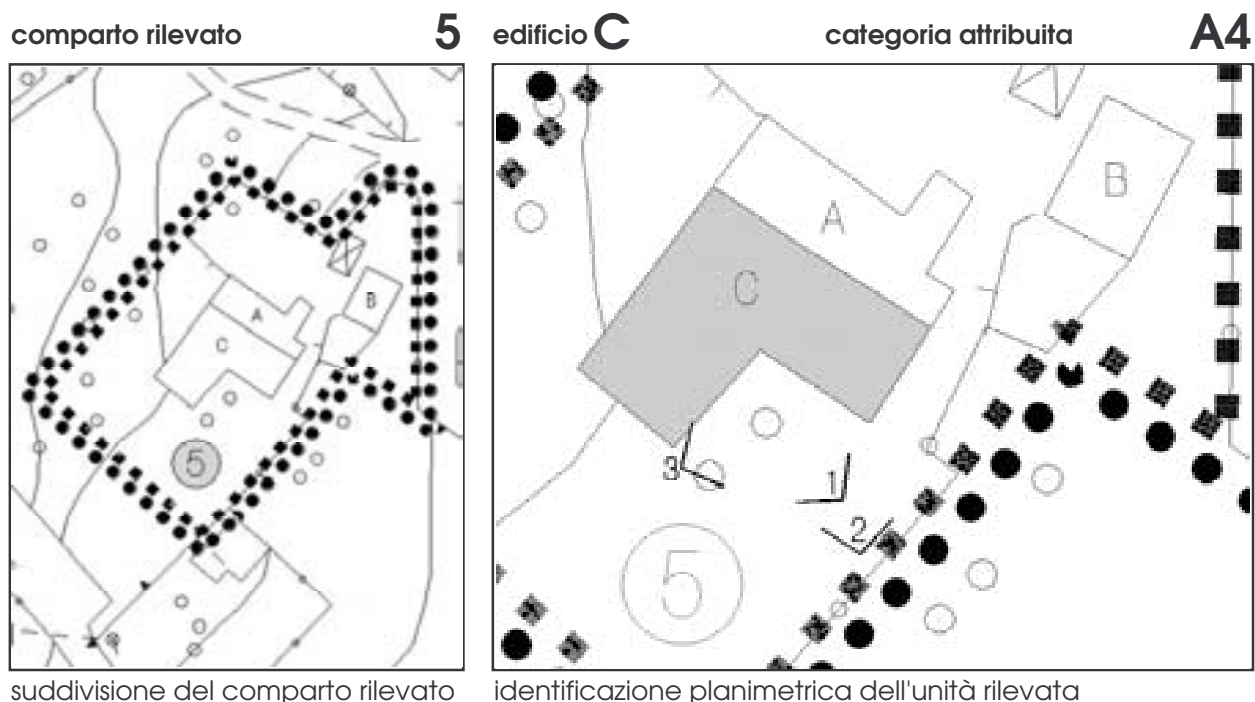 comparto rilevato 5
edificio C categoria attribuita A4
A
B
C
5
A
B
C
1
2
3
5
suddivisione del comparto rilevato
identificazione planimetrica dell'unità rilevata